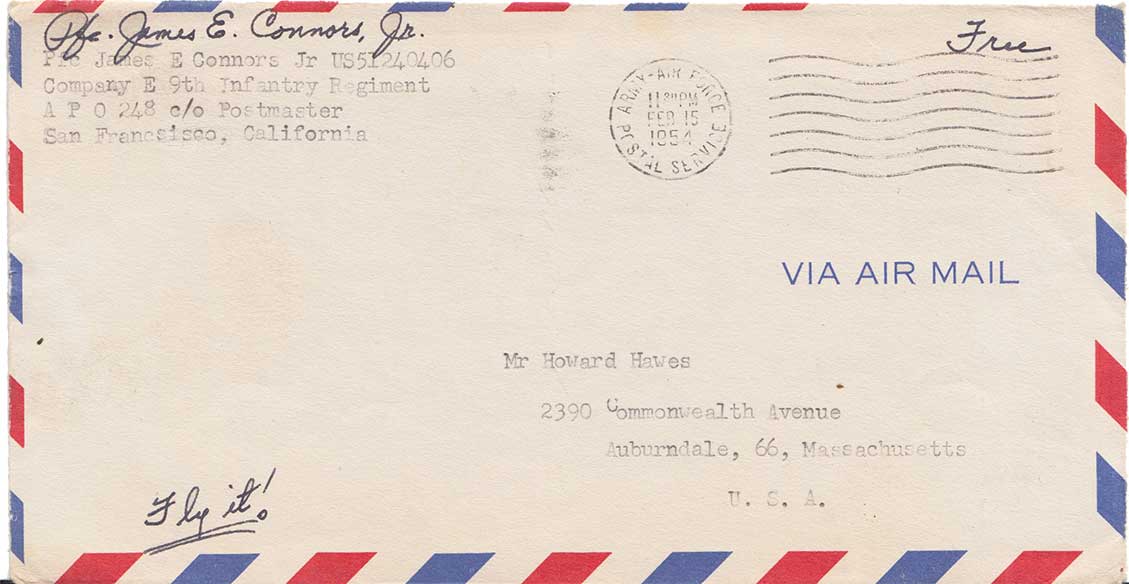 Pfc. James E. Connors, Jr.
Pfc James E Connors Jr US51240406
Company E 9th Infantry Regiment
A P O 248 c/o Postmaster
San Francsisco, California
Free
ARMY-AIR FORCE
POSTAL SERVICE
PM
FEB 15
1954
VIA AIR MAIL
Mr Howard Hawes
2390 Commonwealth Avenue
Auburndale, 66, Massachusetts
U. S. A.
Fly it!